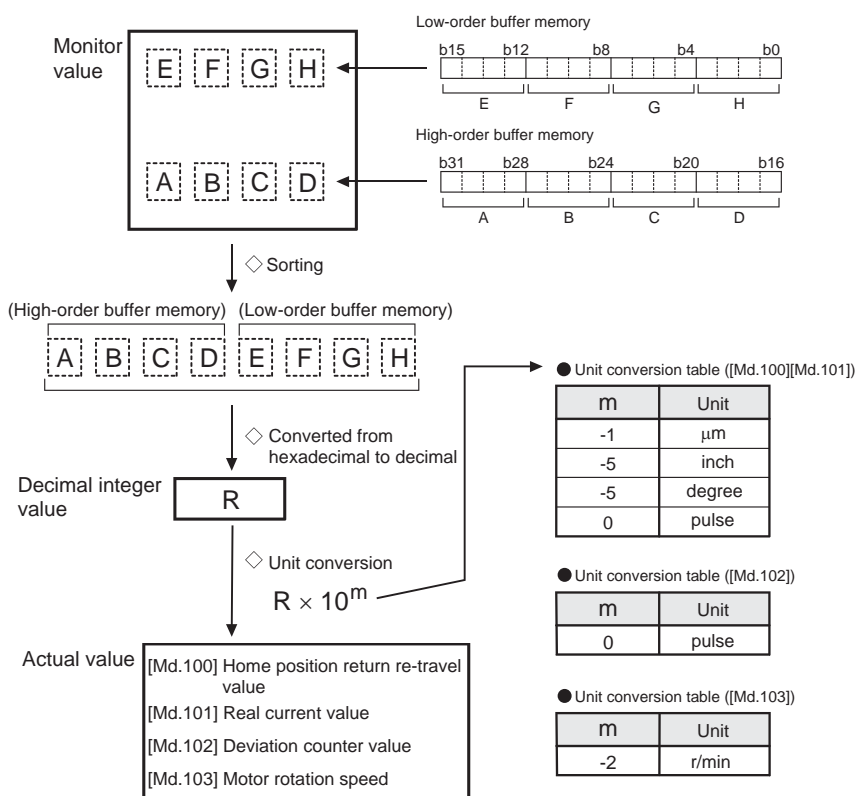 Low-order buffer memory
Monitor
value
E F G H
b15 b12 b8 b4 b0
E F G H
High-order buffer memory
b31 b28 b24 b20 b16
A B C D
A B C D
◇ Sorting
(High-order buffer memory) (Low-order buffer memory)
A B C D E F G H
◇ Converted from
hexadecimal to decimal
Decimal integer
value
R
◇ Unit conversion
R × 10^m
Actual value
[Md.100] Home position return re-travel
value
[Md.101] Real current value
[Md.102] Deviation counter value
[Md.103] Motor rotation speed
● Unit conversion table ([Md.100][Md.101])
m Unit
-1 μm
-5 inch
-5 degree
0 pulse
● Unit conversion table ([Md.102])
m Unit
0 pulse
● Unit conversion table ([Md.103])
m Unit
-2 r/min